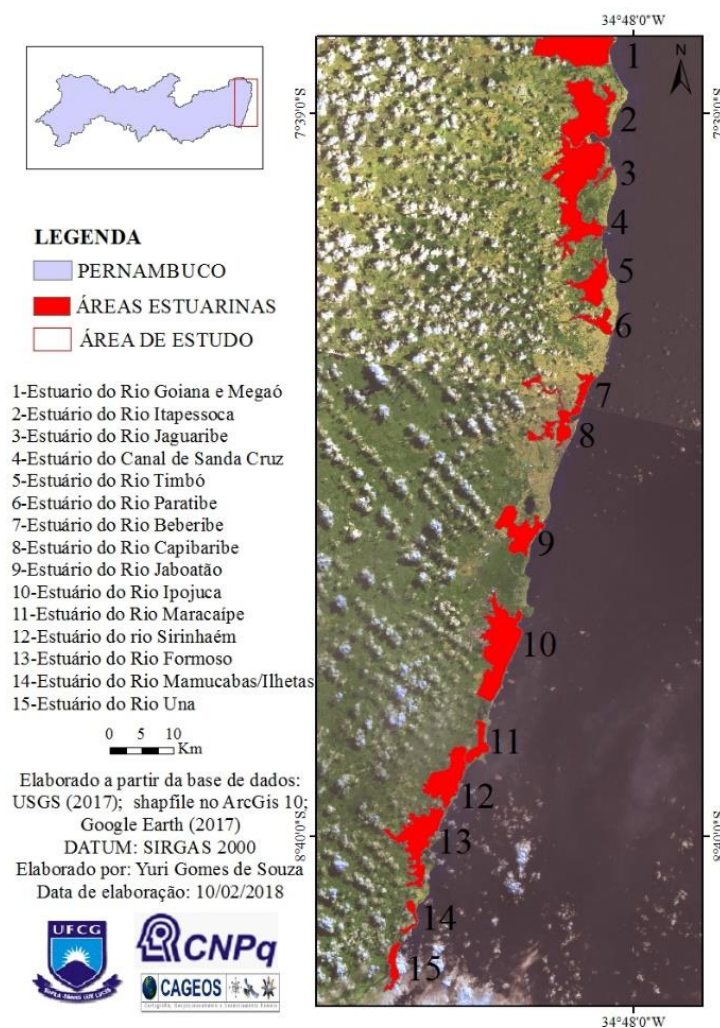 34°48'0"W
N
7°39'0"S
7°39'0"S
1
2
3
4
5
6
7
8
9
10
11
12
13
14
15
LEGENDA
PERNAMBUCO
ÁREAS ESTUARINAS
ÁREA DE ESTUDO
1-Estuario do Rio Goiana e Megaó
2-Estuário do Rio Itapessoca
3-Estuário do Rio Jaguaribe
4-Estuário do Canal de Sanda Cruz
5-Estuário do Rio Timbó
6-Estuário do Rio Paratibe
7-Estuário do Rio Beberibe
8-Estuário do Rio Capibaribe
9-Estuário do Rio Jaboatão
10-Estuário do Rio Ipojuca
11-Estuário do Rio Maracaípe
12-Estuário do rio Sirinhaém
13-Estuário do Rio Formoso
14-Estuário do Rio Mamucabas/Ilhetas
15-Estuário do Rio Una
0 5 10
Km
Elaborado a partir da base de dados:
USGS (2017); shapfile no ArcGis 10;
Google Earth (2017)
DATUM: SIRGAS 2000
Elaborado por: Yuri Gomes de Souza
Data de elaboração: 10/02/2018
8°40'0"S
8°40'0"S
UFCG
CNPq
CAGEOS
34°48'0"W